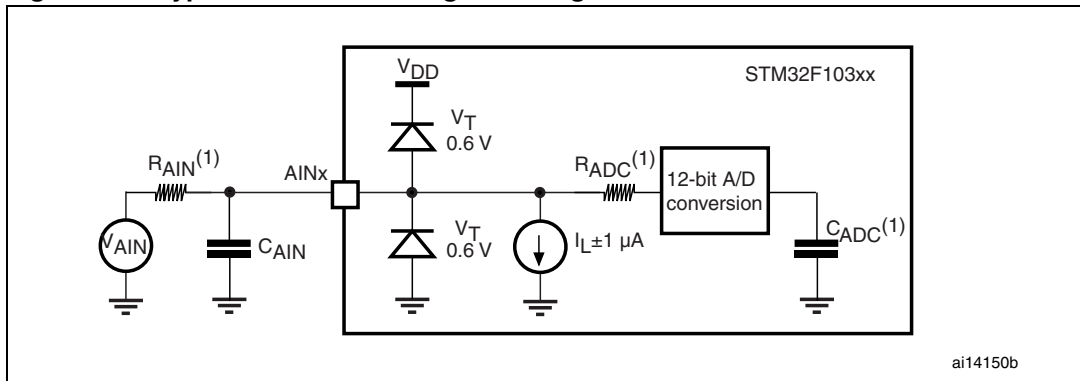 V_DD
STM32F103xx
V_T
0.6 V
R_AIN(1)
AINx
R_ADC(1)
12-bit A/D
conversion
V_AIN
C_AIN
V_T
0.6 V
I_L±1 µA
C_ADC(1)
ai14150b